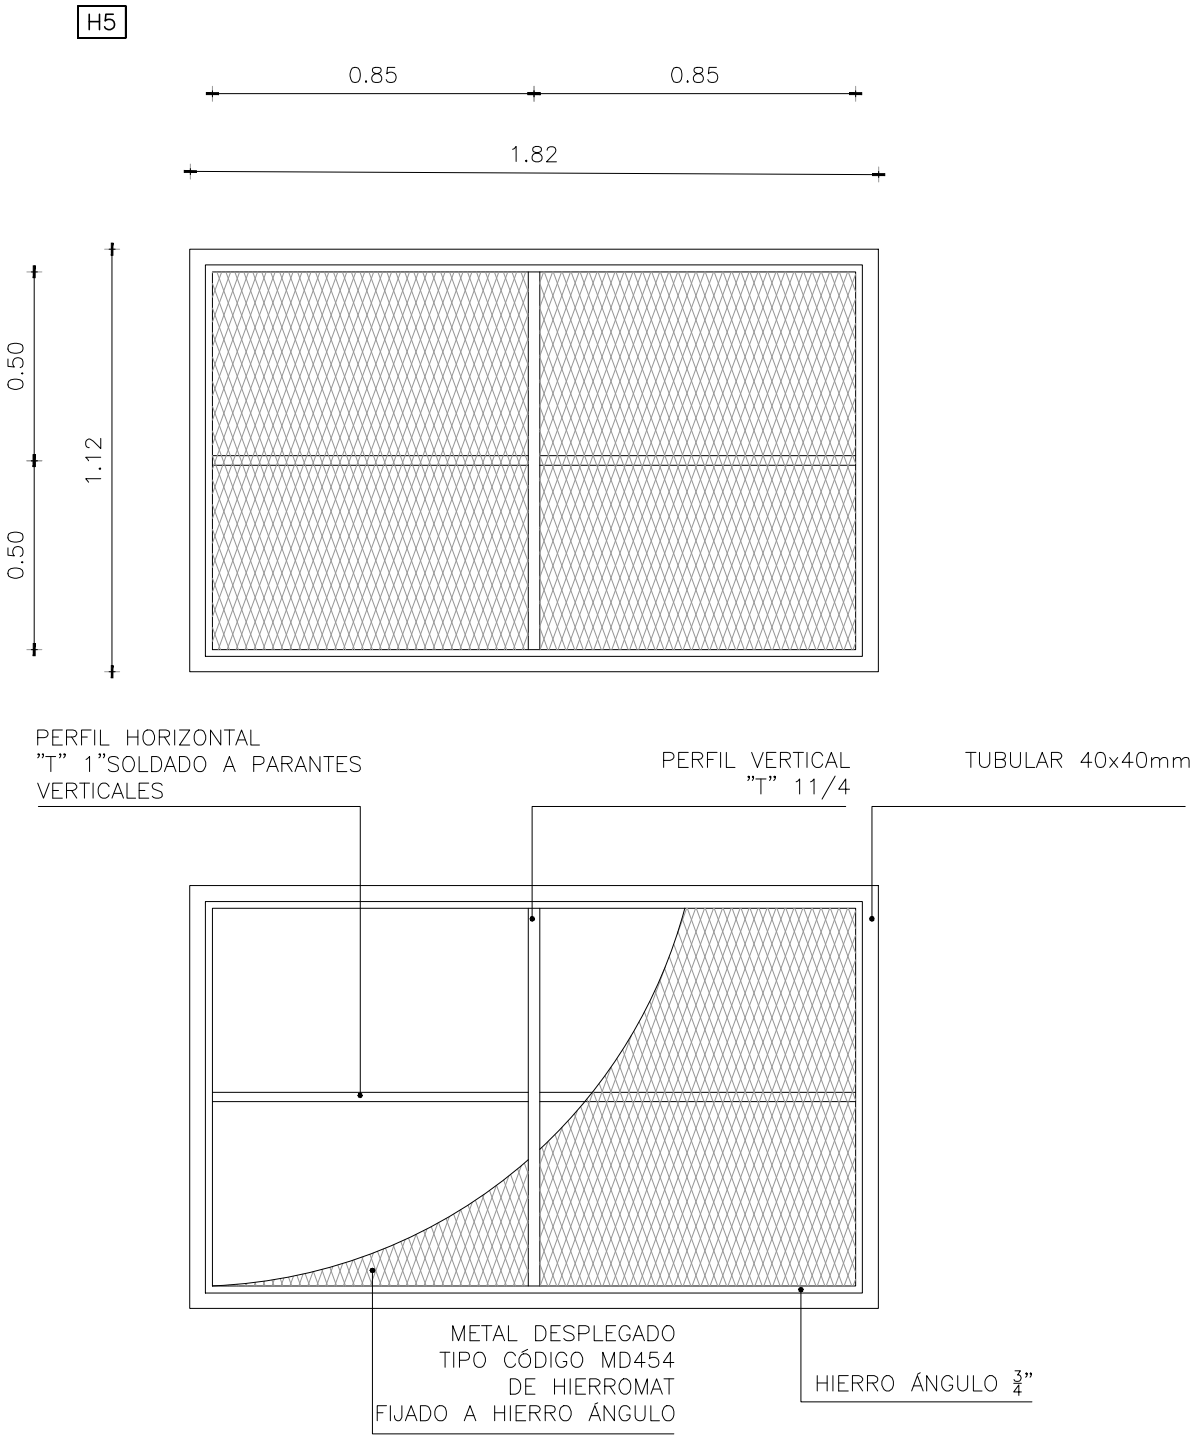 H5
0.85
0.85
1.82
0.50
1.12
0.50
PERFIL HORIZONTAL
"T" 1"SOLDADO A PARANTES
VERTICALES
PERFIL VERTICAL
"T" 11/4
TUBULAR 40x40mm
METAL DESPLEGADO
TIPO CÓDIGO MD454
DE HIERROMAT
FIJADO A HIERRO ÁNGULO
HIERRO ÁNGULO 3/4"